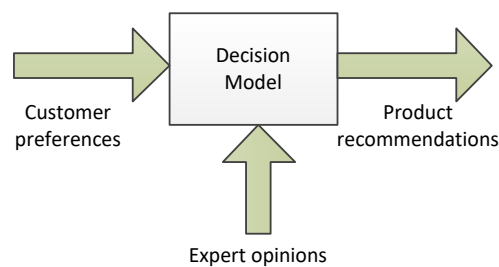 Decision
Model
Customer
preferences
Product
recommendations
Expert opinions